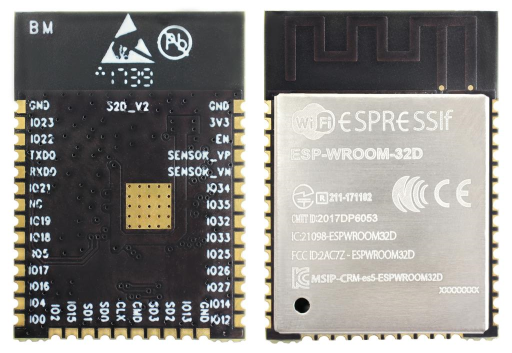 BM
1739
S2D_V2
GND
IO23
IO22
TXD0
RXD0
IO21
NC
IO19
IO18
IO5
IO17
IO16
IO4
IO0
IO2
IO15
SD1
SD0
CLK
CMD
SD3
SD2
IO13
GND
GND
3V3
EN
SENSOR_VP
SENSOR_VN
IO34
IO35
IO32
IO33
IO25
IO26
IO27
IO14
IO12
WiFi ESPRESSIF
ESP-WROOM-32D
R 211-171102
CMIIT ID:2017DP6053
IC:21098-ESPWROOM32D
FCC ID:2AC7Z-ESPWROOM32D
MSIP-CRM-es5-ESPWROOM32D
XXXXXXXX